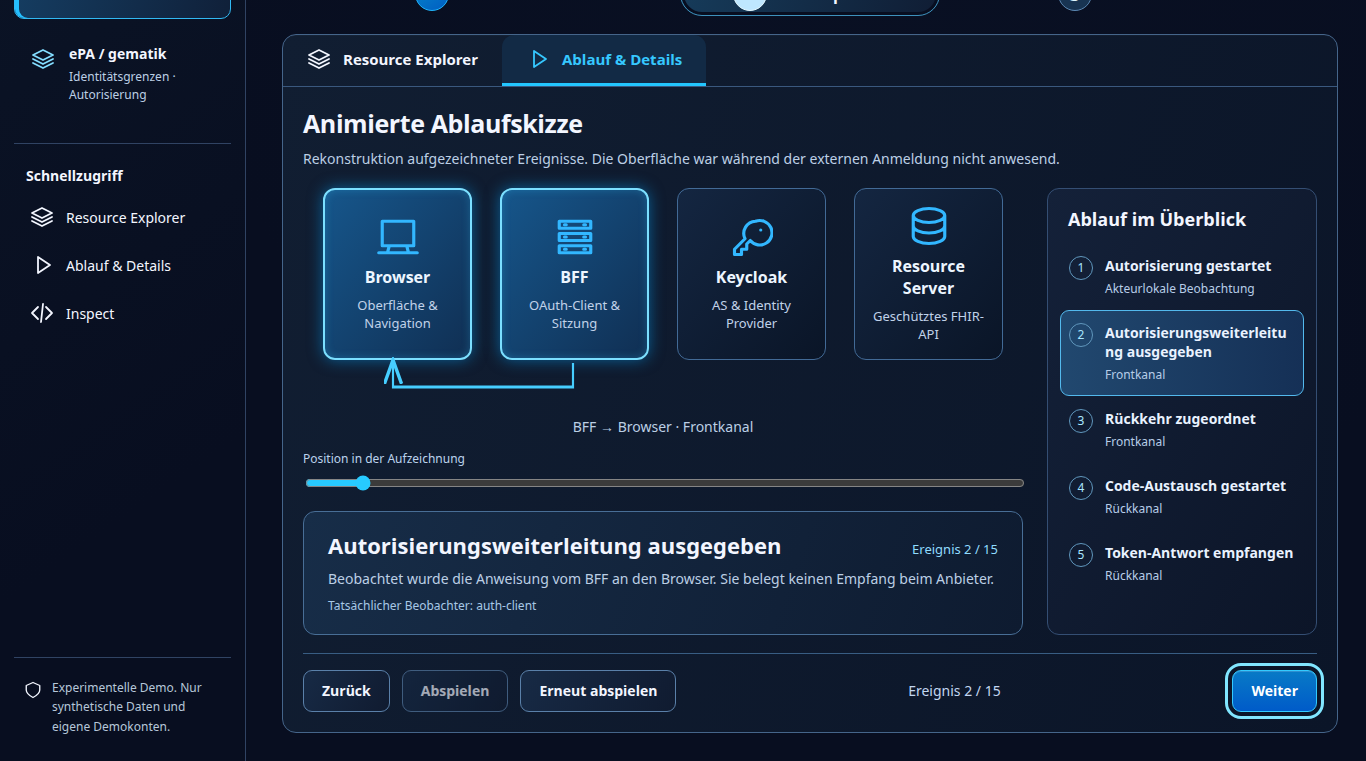 ePA / gematik
Identitätsgrenzen ·
Autorisierung
Schnellzugriff
Resource Explorer
Ablauf & Details
Inspect
Experimentelle Demo. Nur
synthetische Daten und
eigene Demokonten.
Resource Explorer
Ablauf & Details
Animierte Ablaufskizze
Rekonstruktion aufgezeichneter Ereignisse. Die Oberfläche war während der externen Anmeldung nicht anwesend.
Browser
Oberfläche &
Navigation
BFF
OAuth-Client &
Sitzung
Keycloak
AS & Identity
Provider
Resource
Server
Geschütztes FHIR-
API
BFF → Browser · Frontkanal
Position in der Aufzeichnung
Autorisierungsweiterleitung ausgegeben
Ereignis 2 / 15
Beobachtet wurde die Anweisung vom BFF an den Browser. Sie belegt keinen Empfang beim Anbieter.
Tatsächlicher Beobachter: auth-client
Ablauf im Überblick
1 Autorisierung gestartet
Akteurlokale Beobachtung
2 Autorisierungsweiterleitu
ng ausgegeben
Frontkanal
3 Rückkehr zugeordnet
Frontkanal
4 Code-Austausch gestartet
Rückkanal
5 Token-Antwort empfangen
Rückkanal
Zurück
Abspielen
Erneut abspielen
Ereignis 2 / 15
Weiter